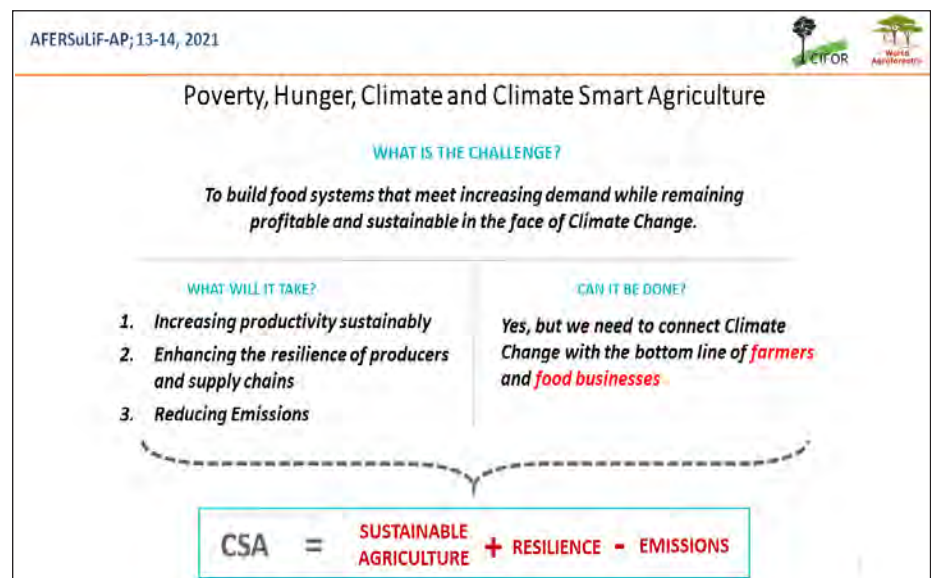 AFERSuLiF-AP; 13-14, 2021
CIFOR
World
Agroforestry
Poverty, Hunger, Climate and Climate Smart Agriculture
WHAT IS THE CHALLENGE?
To build food systems that meet increasing demand while remaining
profitable and sustainable in the face of Climate Change.
WHAT WILL IT TAKE?
1. Increasing productivity sustainably
2. Enhancing the resilience of producers
and supply chains
3. Reducing Emissions
CAN IT BE DONE?
Yes, but we need to connect Climate
Change with the bottom line of farmers
and food businesses
CSA = SUSTAINABLE
AGRICULTURE + RESILIENCE - EMISSIONS